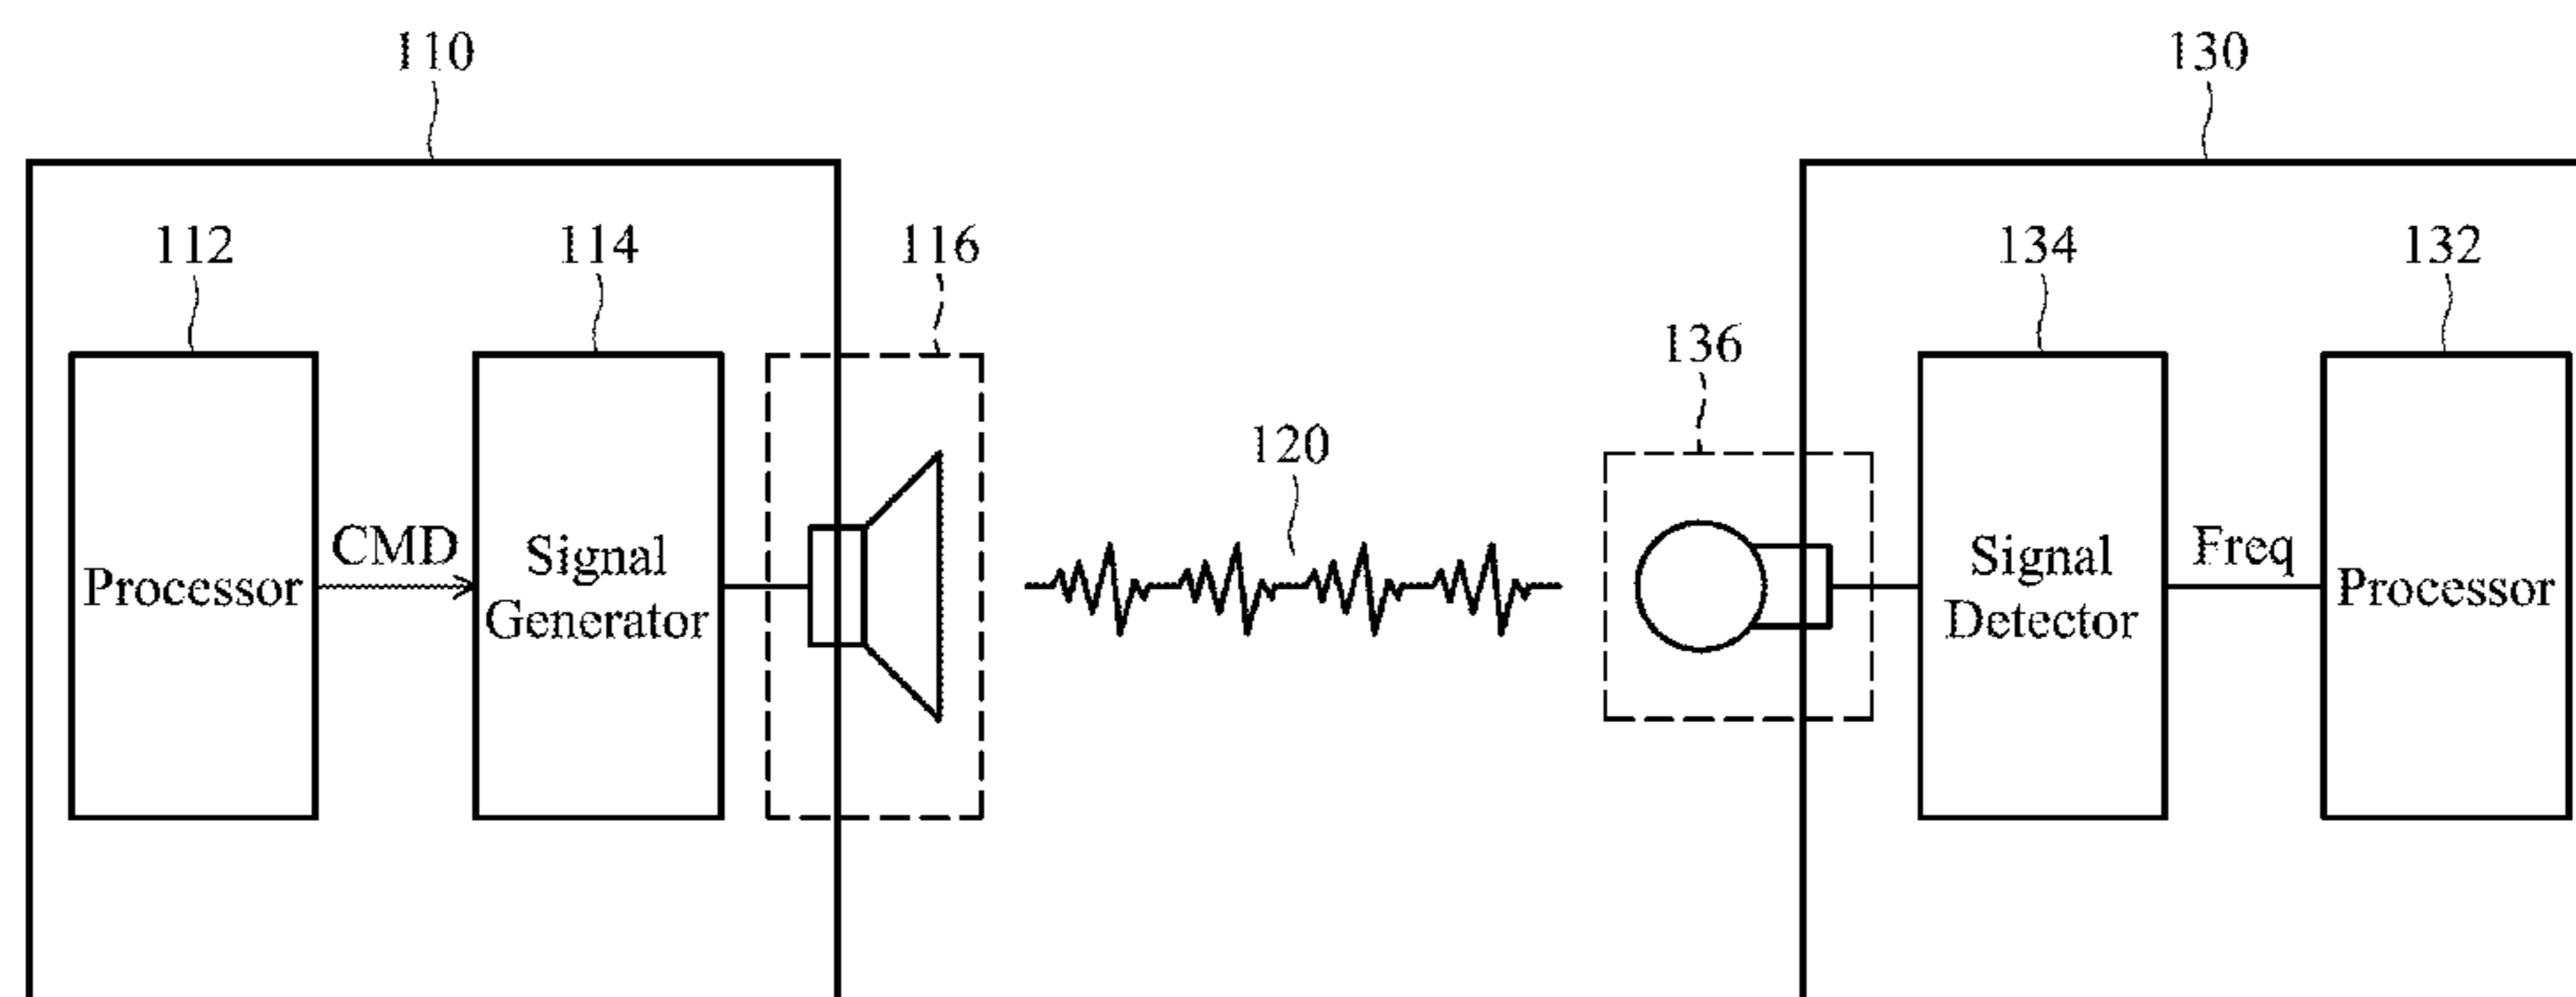 110
130
112
114
116
134
132
136
120
CMD
Freq
Processor
Signal
Generator
Signal
Detector
Processor